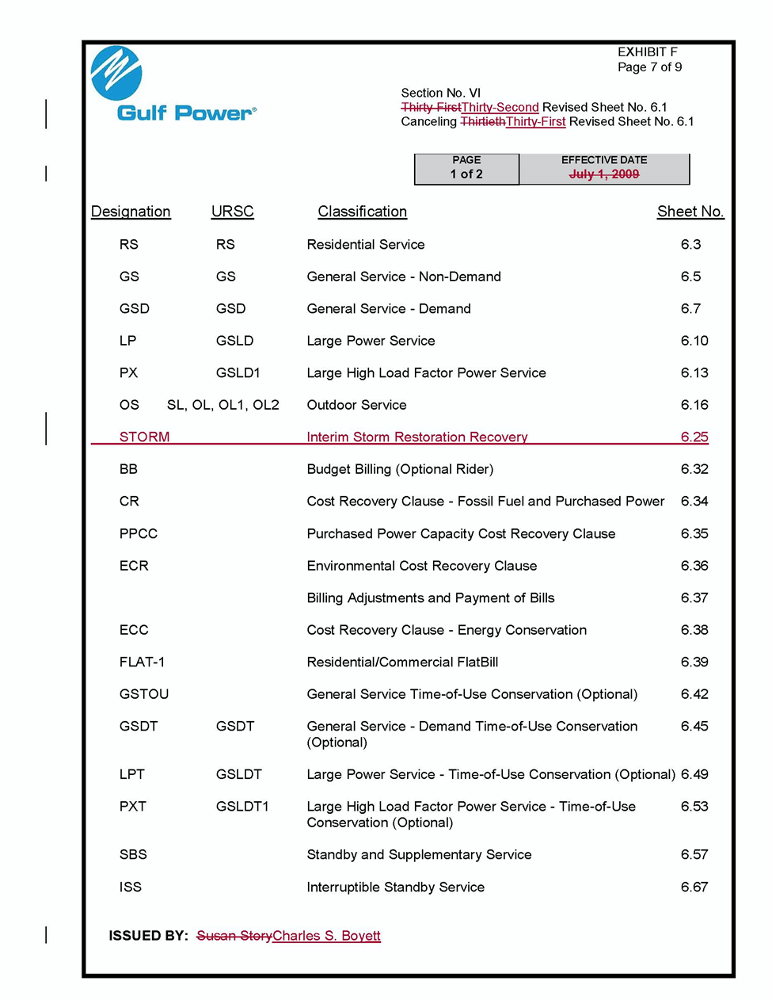 EXHIBIT F
Page 7 of 9
Gulf Power®
Section No. VI
Thirty-FirstThirty-Second Revised Sheet No. 6.1
Canceling ThirtiethThirty-First Revised Sheet No. 6.1
PAGE EFFECTIVE DATE
1 of 2 July 1, 2009
Designation URSC Classification Sheet No.
RS RS Residential Service 6.3
GS GS General Service - Non-Demand 6.5
GSD GSD General Service - Demand 6.7
LP GSLD Large Power Service 6.10
PX GSLD1 Large High Load Factor Power Service 6.13
OS SL, OL, OL1, OL2 Outdoor Service 6.16
STORM Interim Storm Restoration Recovery 6.25
BB Budget Billing (Optional Rider) 6.32
CR Cost Recovery Clause - Fossil Fuel and Purchased Power 6.34
PPCC Purchased Power Capacity Cost Recovery Clause 6.35
ECR Environmental Cost Recovery Clause 6.36
Billing Adjustments and Payment of Bills 6.37
ECC Cost Recovery Clause - Energy Conservation 6.38
FLAT-1 Residential/Commercial FlatBill 6.39
GSTOU General Service Time-of-Use Conservation (Optional) 6.42
GSDT GSDT General Service - Demand Time-of-Use Conservation 6.45
(Optional)
LPT GSLDT Large Power Service - Time-of-Use Conservation (Optional) 6.49
PXT GSLDT1 Large High Load Factor Power Service - Time-of-Use 6.53
Conservation (Optional)
SBS Standby and Supplementary Service 6.57
ISS Interruptible Standby Service 6.67
ISSUED BY: Susan StoryCharles S. Boyett